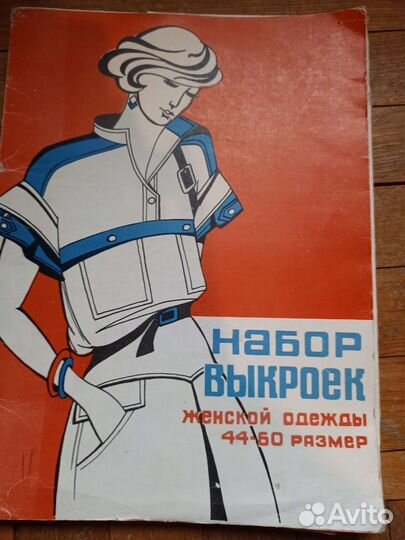 НАБОР
ВЫКРОЕК
ЖЕНСКОЙ ОДЕЖДЫ
44-60 РАЗМЕР
Avito